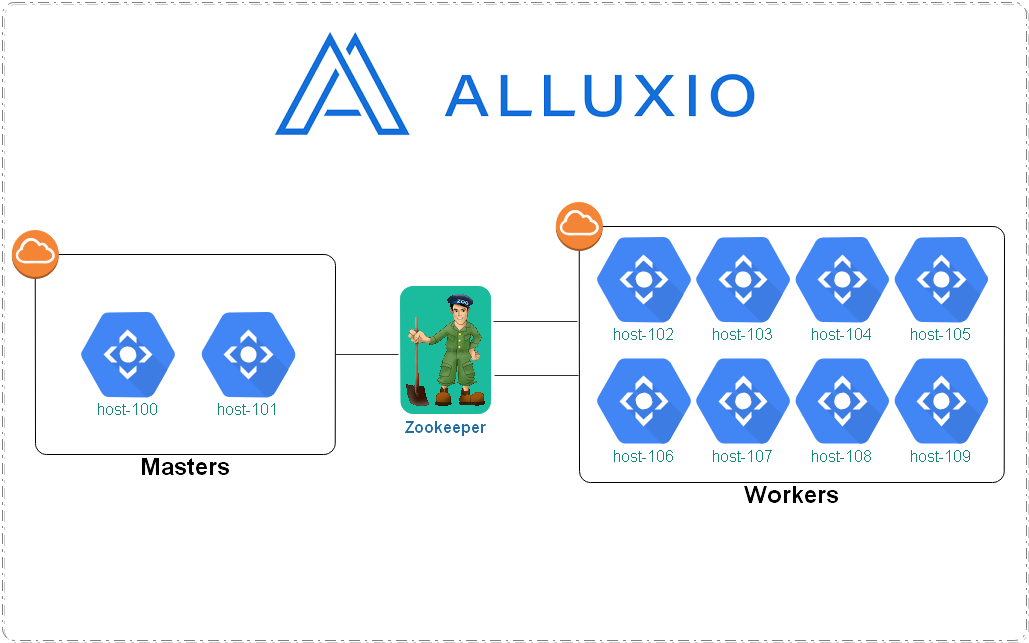 ALLUXIO
host-102 host-103 host-104 host-105
ZOO
host-100 host-101
host-106 host-107 host-108 host-109
Zookeeper
Masters
Workers